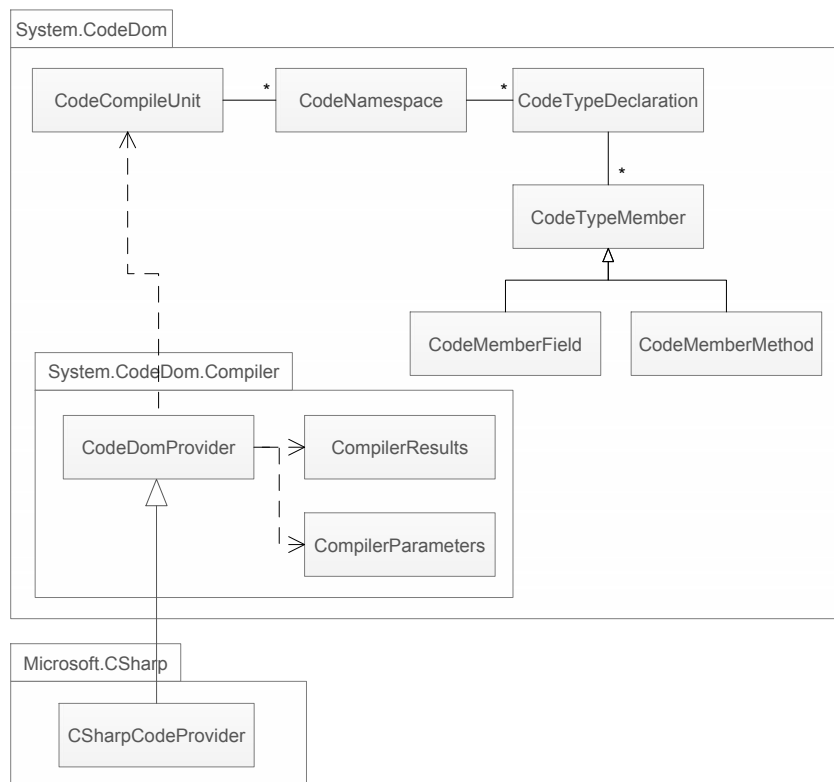 System.CodeDom
CodeCompileUnit
*
CodeNamespace
*
CodeTypeDeclaration
*
CodeTypeMember
CodeMemberField
CodeMemberMethod
System.CodeDom.Compiler
CodeDomProvider
CompilerResults
CompilerParameters
Microsoft.CSharp
CSharpCodeProvider